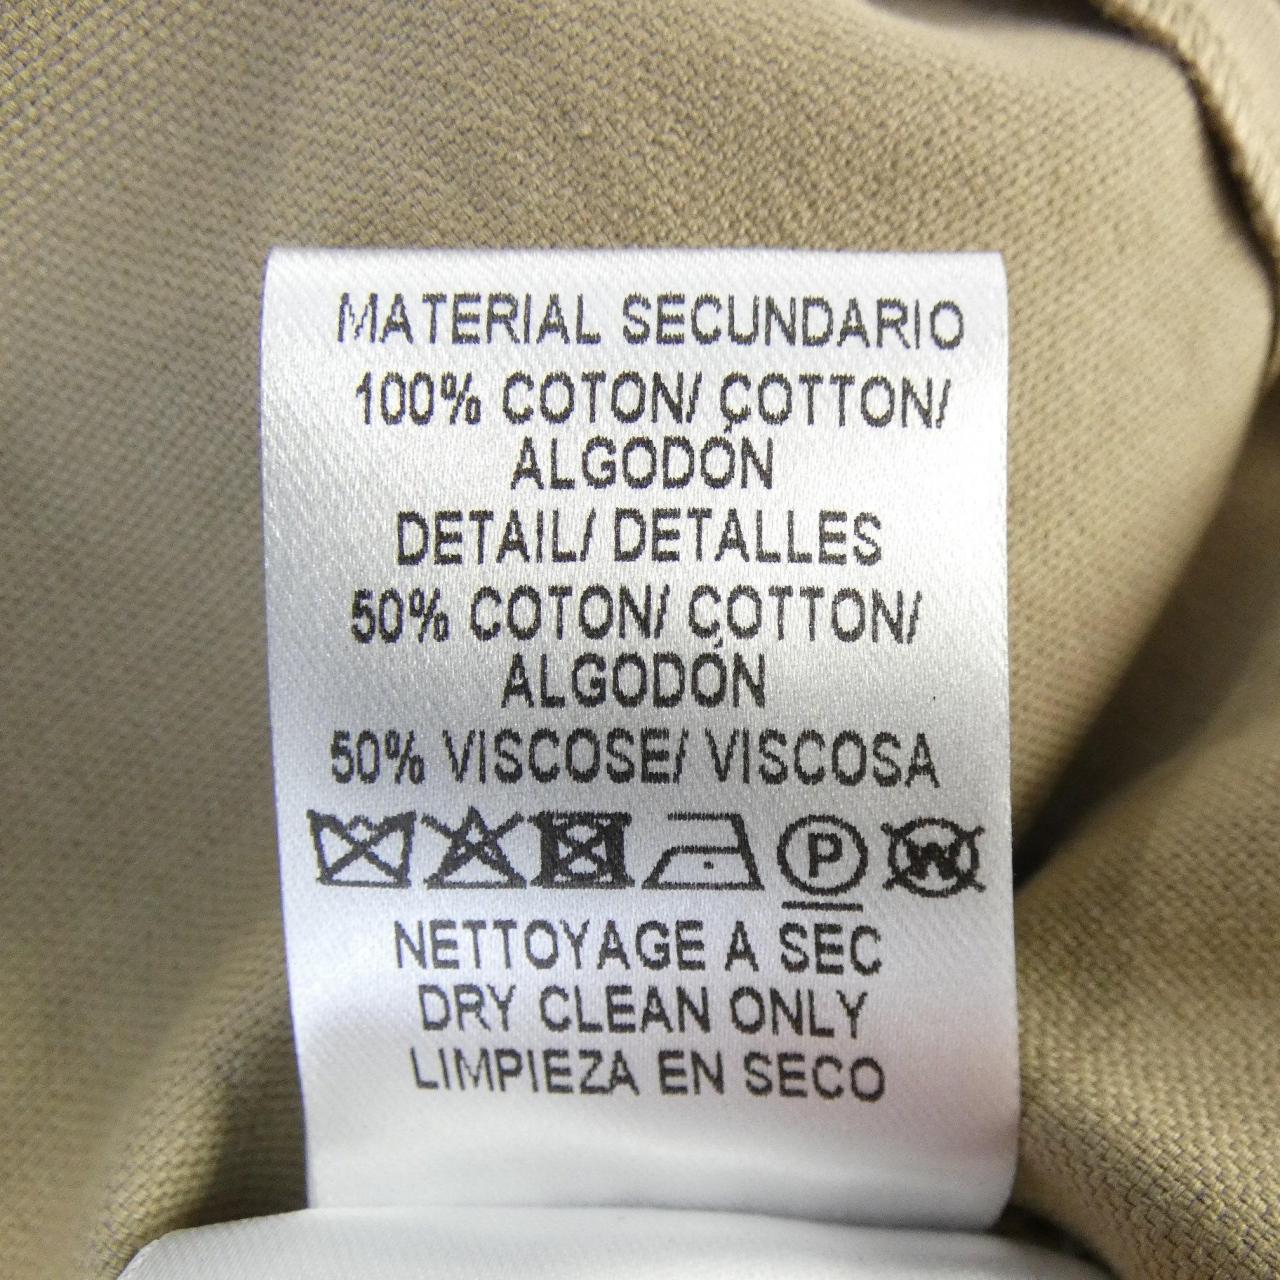 MATERIAL SECUNDARIO
100% COTON/ COTTON/
ALGODÓN
DETAIL/ DETALLES
50% COTON/ COTTON/
ALGODÓN
50% VISCOSE/ VISCOSA
P W
NETTOYAGE A SEC
DRY CLEAN ONLY
LIMPIEZA EN SECO